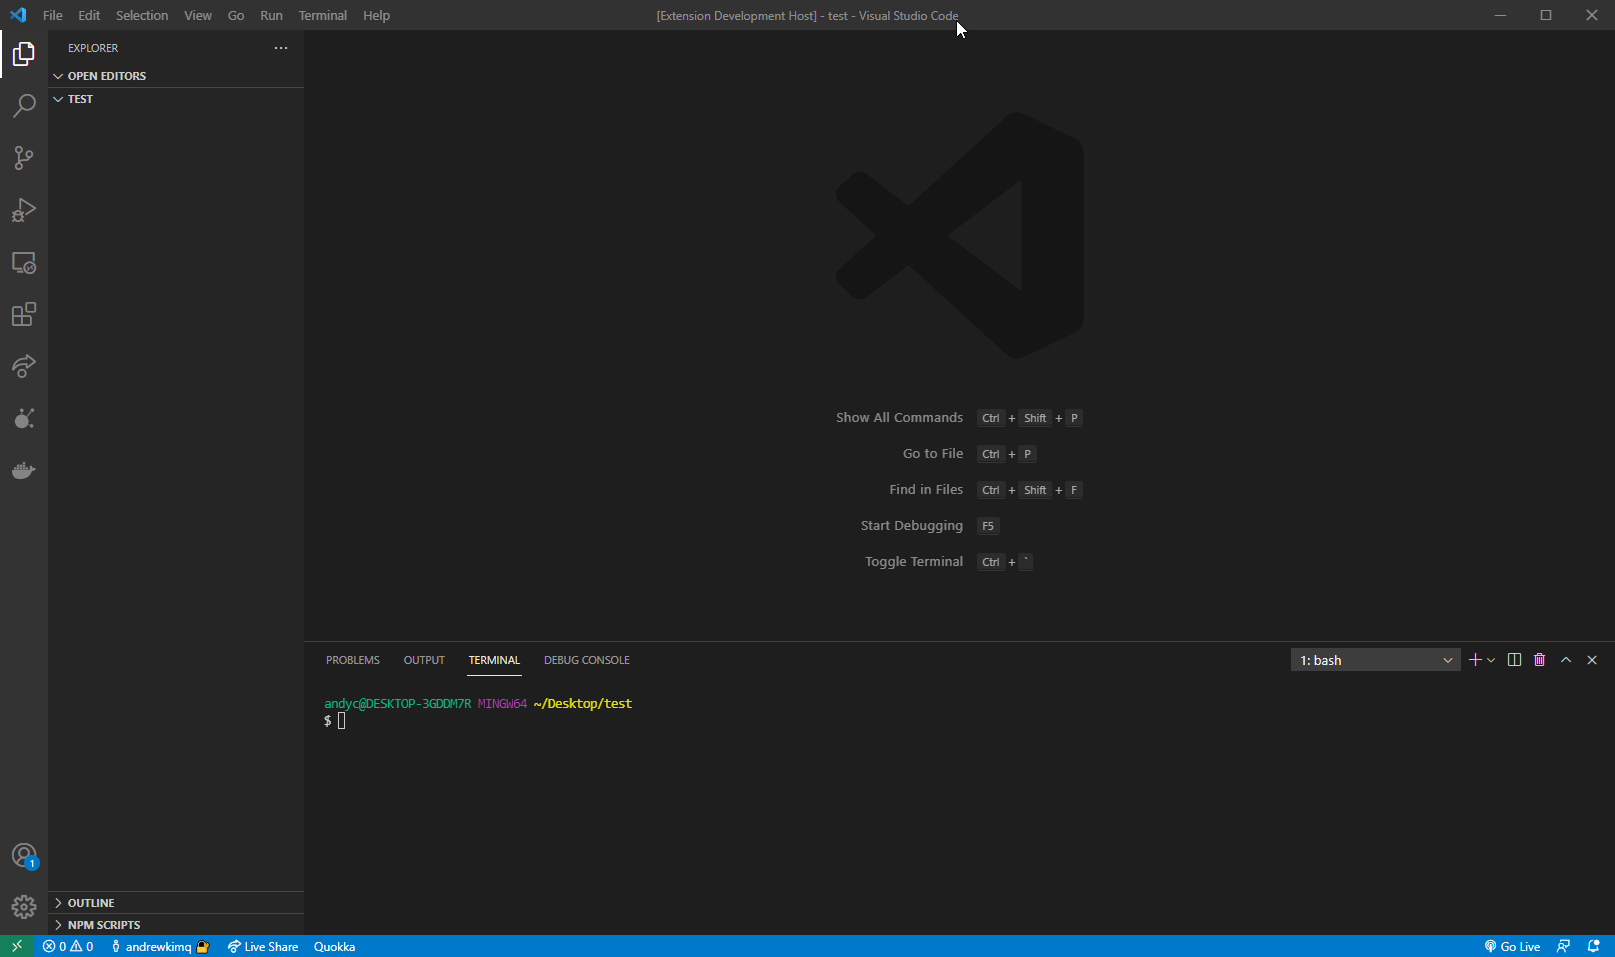 File Edit Selection View Go Run Terminal Help
[Extension Development Host] - test - Visual Studio Code
EXPLORER
OPEN EDITORS
TEST
Show All Commands Ctrl + Shift + P
Go to File Ctrl + P
Find in Files Ctrl + Shift + F
Start Debugging F5
Toggle Terminal Ctrl + `
PROBLEMS OUTPUT TERMINAL DEBUG CONSOLE
1: bash
andyc@DESKTOP-3GDDM7R MINGW64 ~/Desktop/test
$
1
OUTLINE
NPM SCRIPTS
0 0 andrewkimq Live Share Quokka Go Live